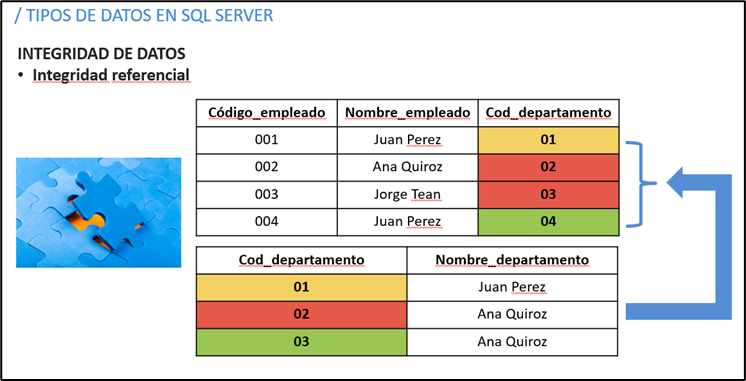 / TIPOS DE DATOS EN SQL SERVER
INTEGRIDAD DE DATOS
• Integridad referencial
Código_empleado Nombre_empleado Cod_departamento
001 Juan Perez 01
002 Ana Quiroz 02
003 Jorge Tean 03
004 Juan Perez 04
Cod_departamento Nombre_departamento
01 Juan Perez
02 Ana Quiroz
03 Ana Quiroz